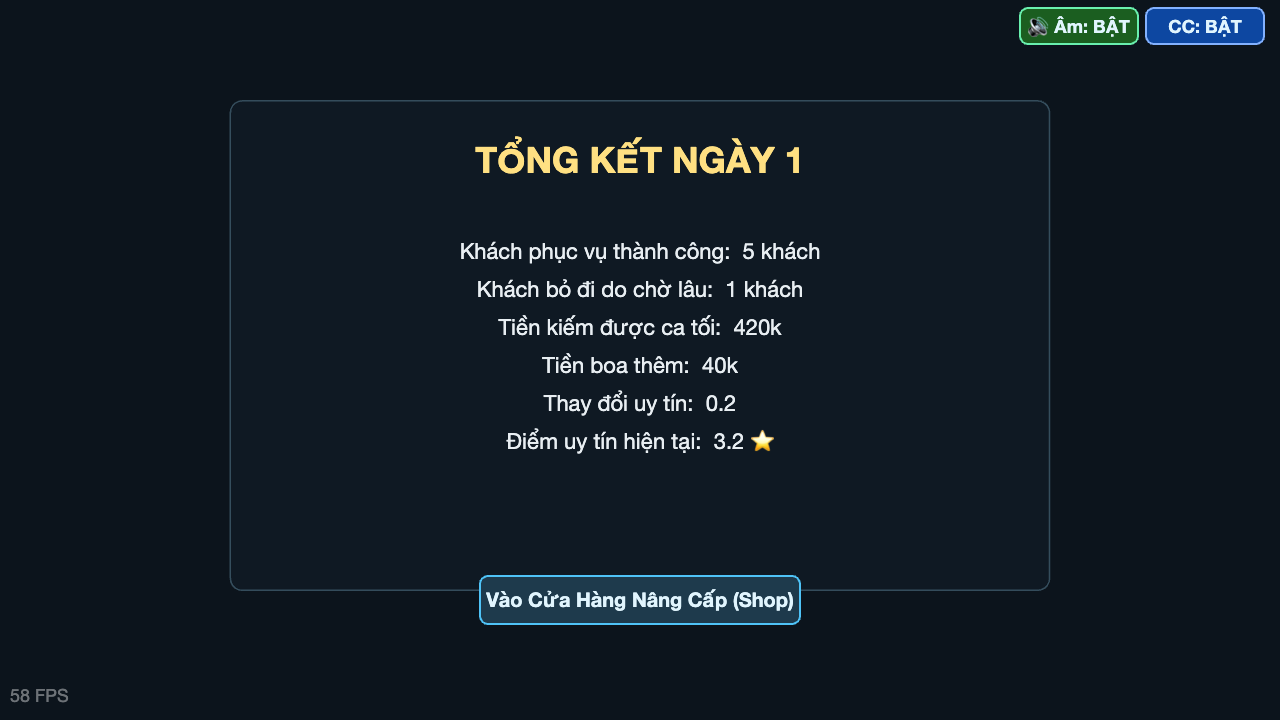 🔊 Âm: BẬT
CC: BẬT
TỔNG KẾT NGÀY 1
Khách phục vụ thành công: 5 khách
Khách bỏ đi do chờ lâu: 1 khách
Tiền kiếm được ca tối: 420k
Tiền boa thêm: 40k
Thay đổi uy tín: 0.2
Điểm uy tín hiện tại: 3.2 ⭐
Vào Cửa Hàng Nâng Cấp (Shop)
58 FPS